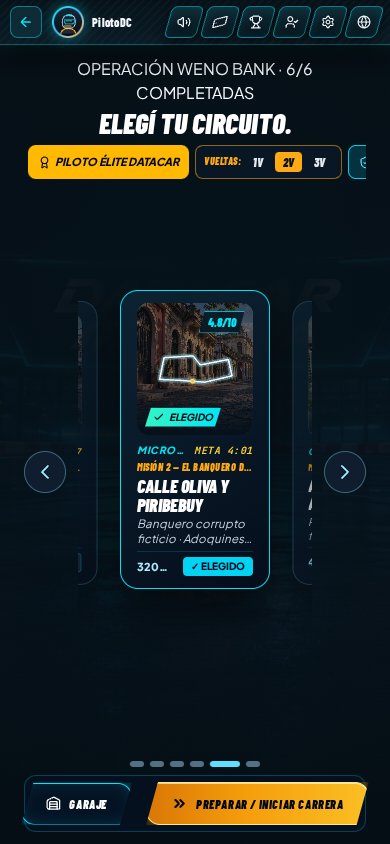 PilotoDC
OPERACIÓN WENO BANK · 6/6
COMPLETADAS
ELEGÍ TU CIRCUITO.
PILOTO ÉLITE DATACAR
VUELTAS: 1V 2V 3V
4.8/10
✓ ELEGIDO
MICRO… META 4:01
MISIÓN 2 — EL BANQUERO D…
CALLE OLIVA Y
PIRIBEBUY
Banquero corrupto
ficticio · Adoquines…
320… ✓ ELEGIDO
GARAJE
PREPARAR / INICIAR CARRERA